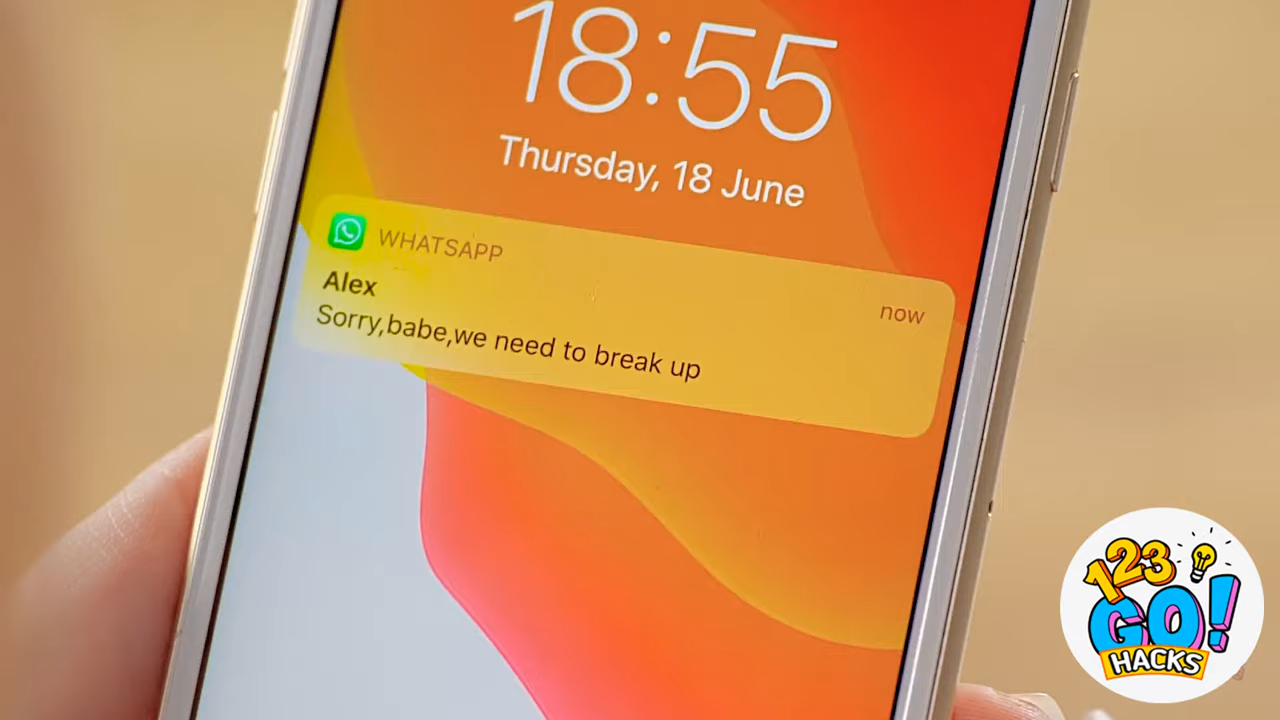 18:55
Thursday, 18 June
WHATSAPP
Alex
now
Sorry,babe,we need to break up
123
GO!
HACKS